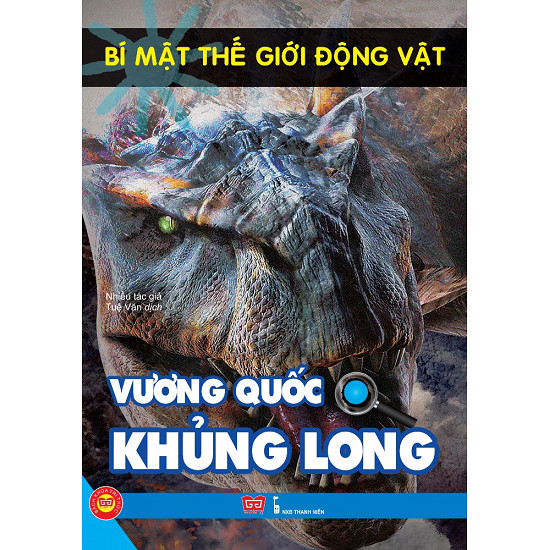 BÍ MẬT THẾ GIỚI ĐỘNG VẬT
Nhiều tác giả
Tuệ Văn dịch
VƯƠNG QUỐC
KHỦNG LONG
NXB THANH NIÊN